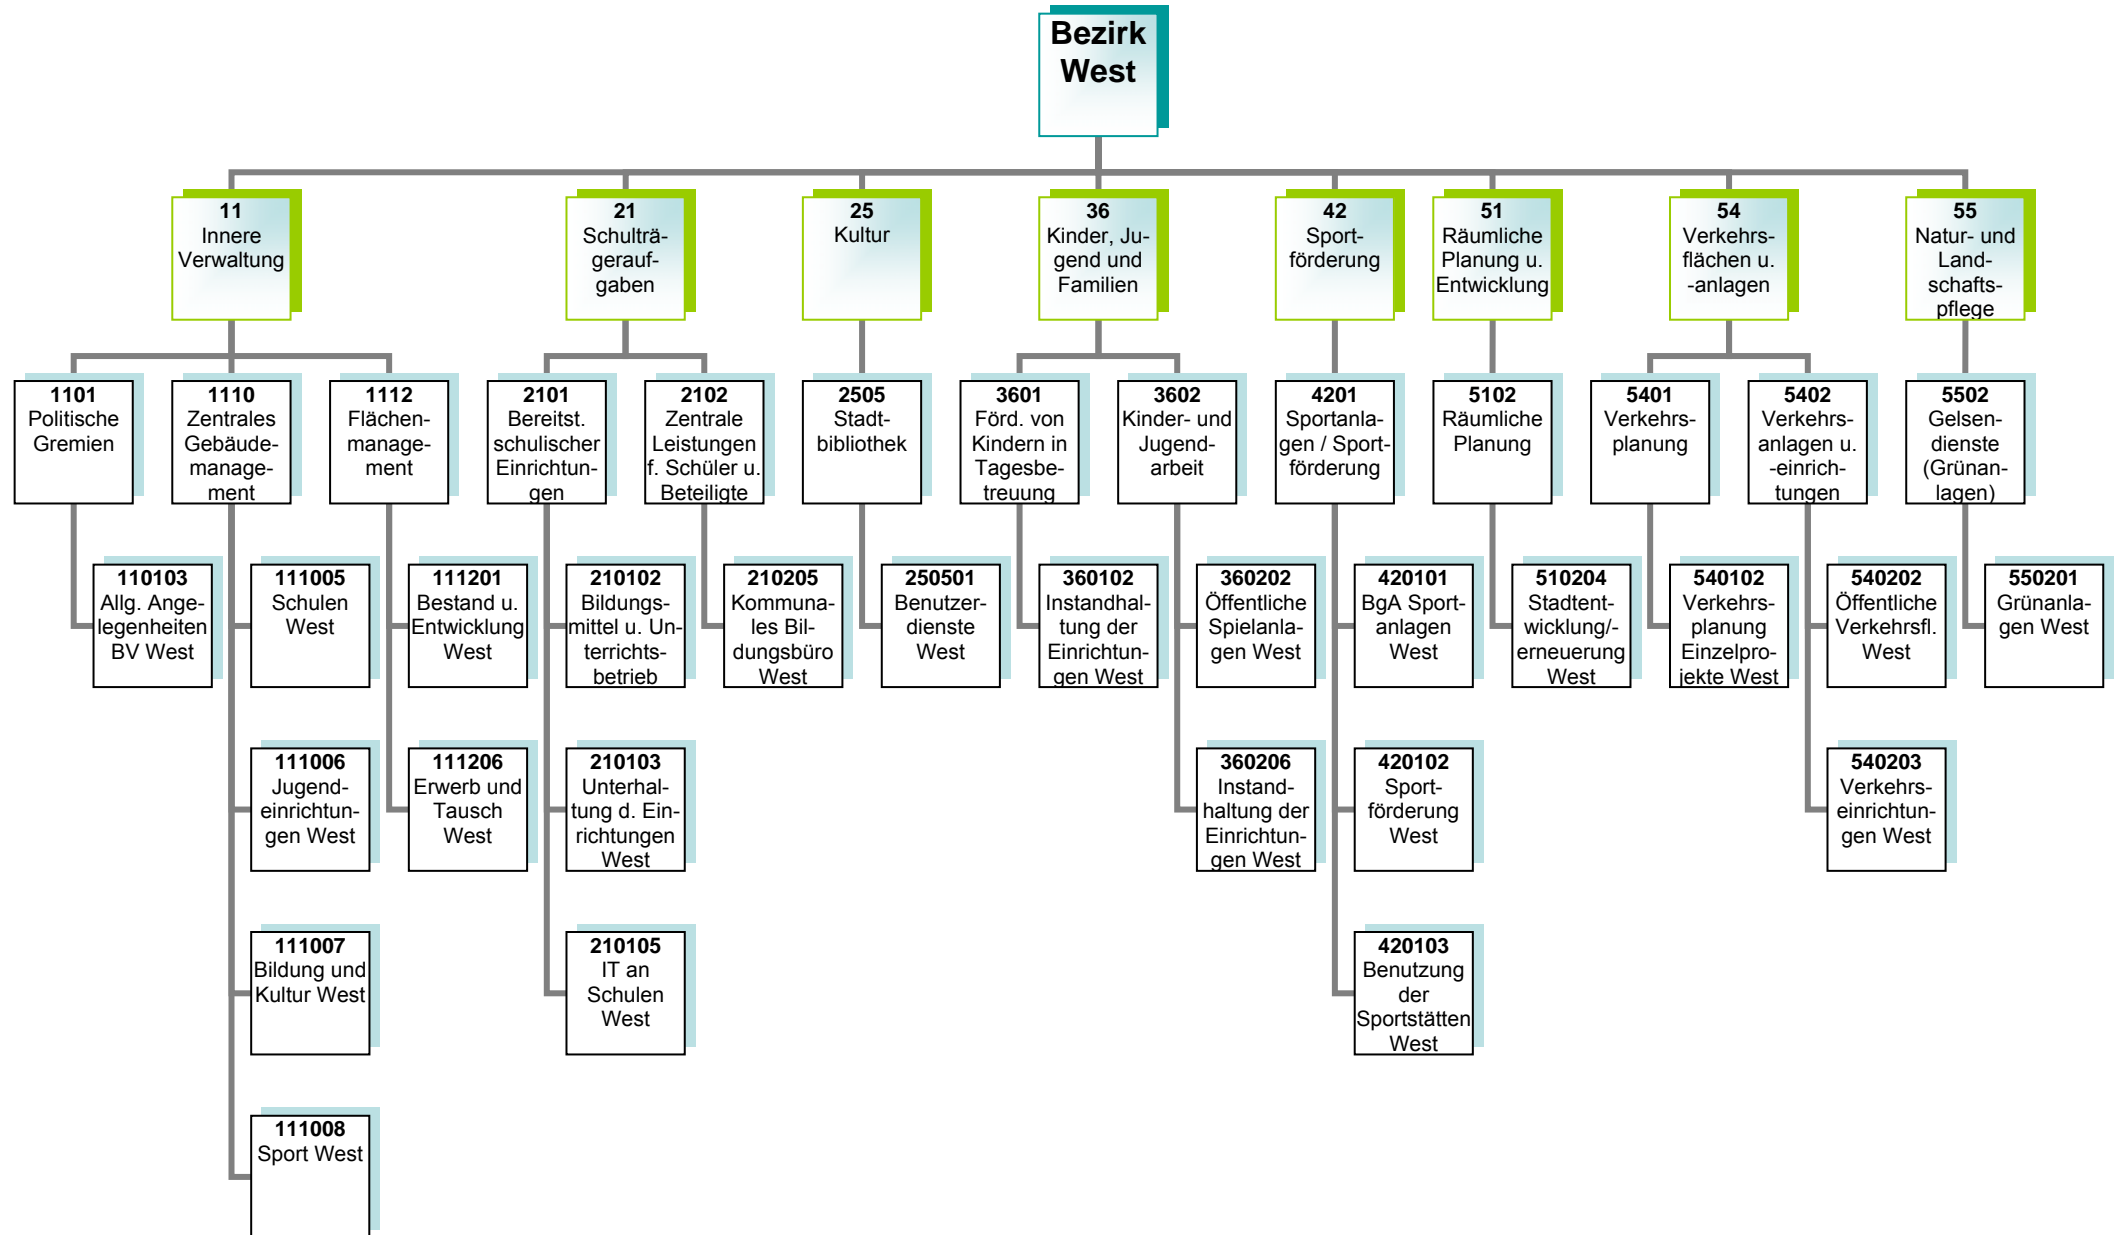 Bezirk
West
11
Innere
Verwaltung
21
Schulträ-
gerauf-
gaben
25
Kultur
36
Kinder, Ju-
gend und
Familien
42
Sport-
förderung
51
Räumliche
Planung u.
Entwicklung
54
Verkehrs-
flächen u.
-anlagen
55
Natur- und
Land-
schafts-
pflege
1101
Politische
Gremien
1110
Zentrales
Gebäude-
manage-
ment
1112
Flächen-
manage-
ment
2101
Bereitst.
schulischer
Einrichtun-
gen
2102
Zentrale
Leistungen
f. Schüler u.
Beteiligte
2505
Stadt-
bibliothek
3601
Förd. von
Kindern in
Tagesbe-
treuung
3602
Kinder- und
Jugend-
arbeit
4201
Sportanla-
gen / Sport-
förderung
5102
Räumliche
Planung
5401
Verkehrs-
planung
5402
Verkehrs-
anlagen u.
-einrich-
tungen
5502
Gelsen-
dienste
(Grünan-
lagen)
110103
Allg. Ange-
legenheiten
BV West
111005
Schulen
West
111201
Bestand u.
Entwicklung
West
210102
Bildungs-
mittel u. Un-
terrichts-
betrieb
210205
Kommuna-
les Bil-
dungsbüro
West
250501
Benutzer-
dienste
West
360102
Instandhal-
tung der
Einrichtun-
gen West
360202
Öffentliche
Spielanla-
gen West
420101
BgA Sport-
anlagen
West
510204
Stadtent-
wicklung/-
erneuerung
West
540102
Verkehrs-
planung
Einzelpro-
jekte West
540202
Öffentliche
Verkehrsfl.
West
550201
Grünanla-
gen West
111006
Jugend-
einrichtun-
gen West
111206
Erwerb und
Tausch
West
210103
Unterhal-
tung d. Ein-
richtungen
West
360206
Instand-
haltung der
Einrichtun-
gen West
420102
Sport-
förderung
West
540203
Verkehrs-
einrichtun-
gen West
111007
Bildung und
Kultur West
210105
IT an
Schulen
West
420103
Benutzung
der
Sportstätten
West
111008
Sport West